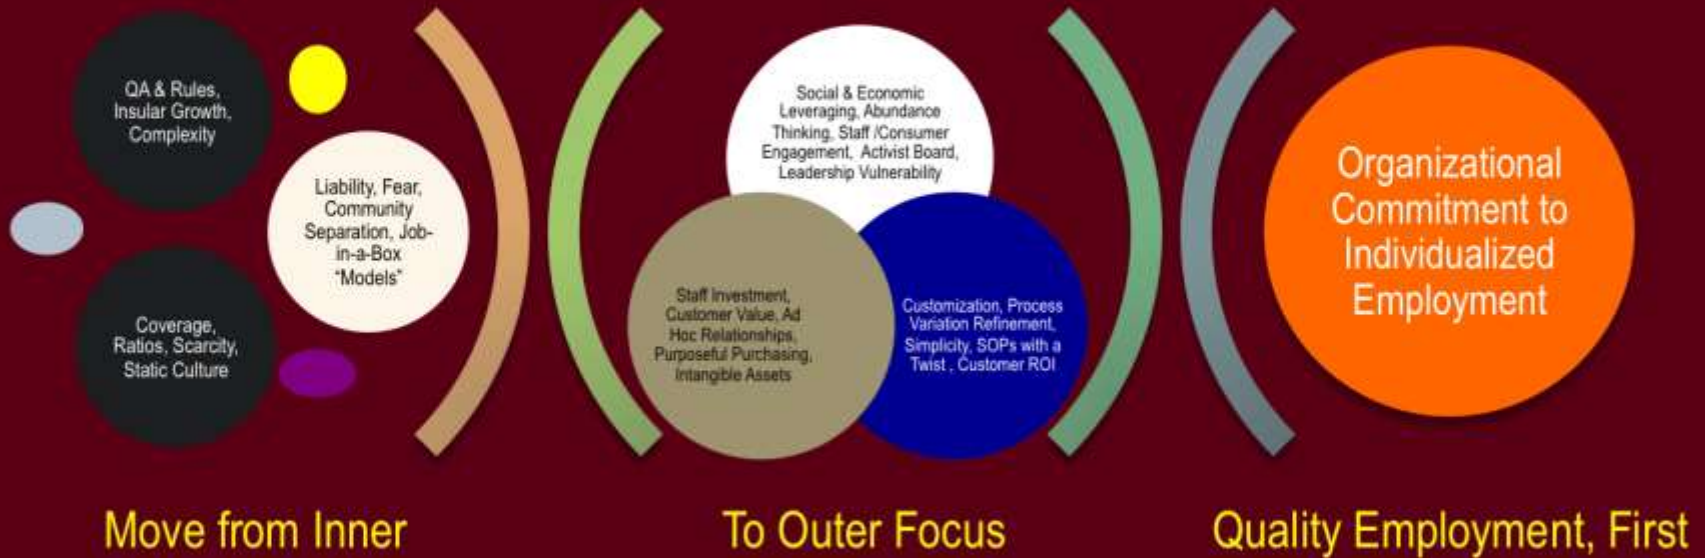 QA & Rules,
Insular Growth,
Complexity
Liability, Fear,
Community
Separation, Job-
in-a-Box
“Models”
Coverage,
Ratios, Scarcity,
Static Culture
Move from Inner
Social & Economic
Leveraging, Abundance
Thinking, Staff /Consumer
Engagement, Activist Board,
Leadership Vulnerability
Staff Investment,
Customer Value, Ad
Hoc Relationships,
Purposeful Purchasing,
Intangible Assets
Customization, Process
Variation Refinement,
Simplicity, SOPs with a
Twist , Customer ROI
To Outer Focus
Organizational
Commitment to
Individualized
Employment
Quality Employment, First